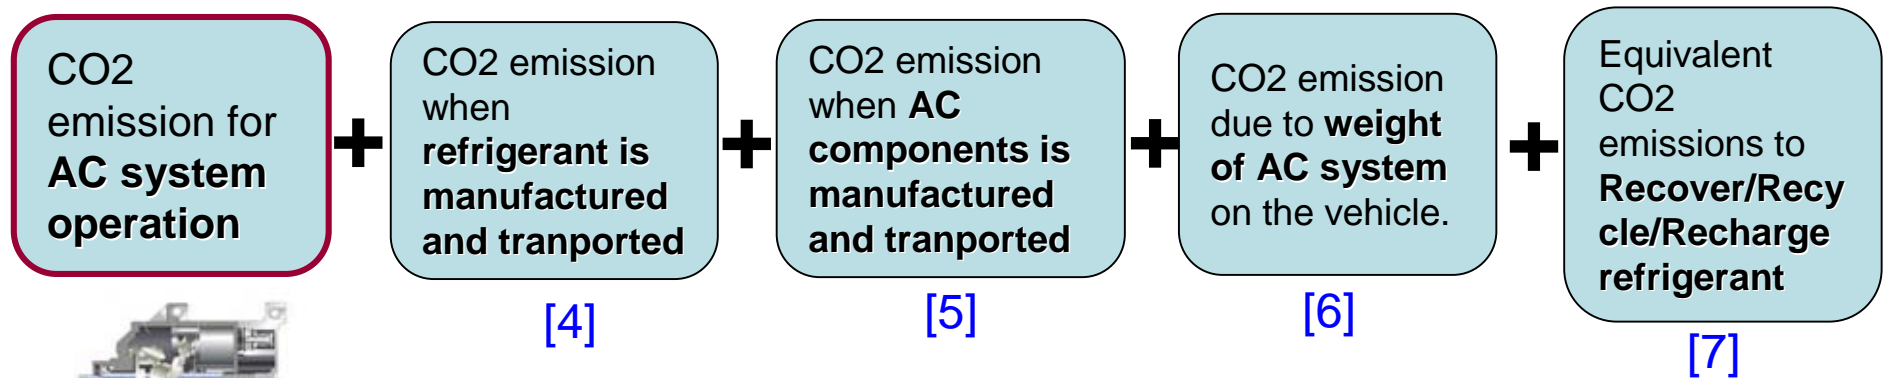 CO2
emission for
AC system
operation
+
CO2 emission
when
refrigerant is
manufactured
and tranported
[4]
+
CO2 emission
when AC
components is
manufactured
and tranported
[5]
+
CO2 emission
due to weight
of AC system
on the vehicle.
[6]
+
Equivalent
CO2
emissions to
Recover/Recy
cle/Recharge
refrigerant
[7]